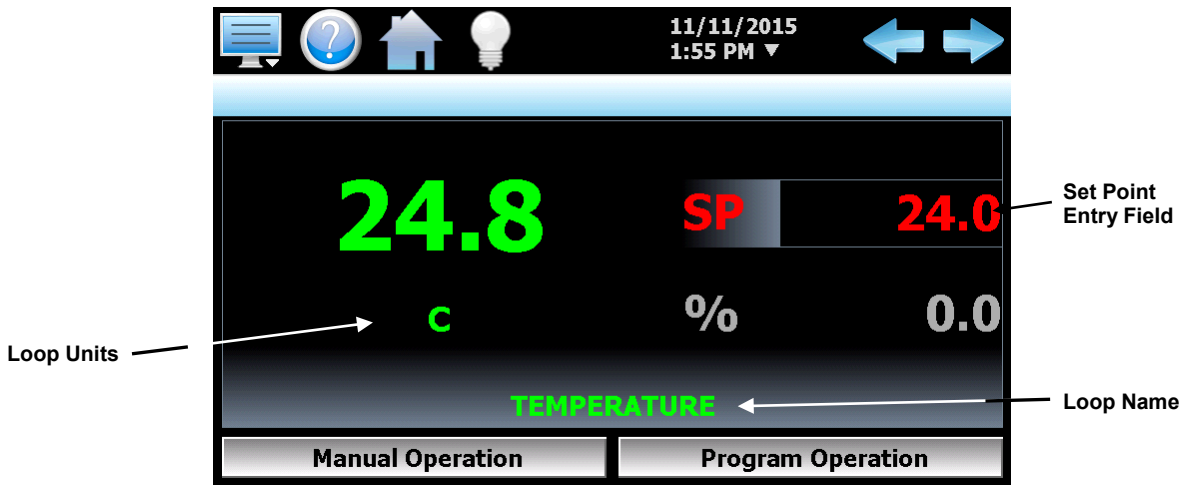 ?
11/11/2015
1:55 PM ▼
24.8
SP 24.0
Set Point
Entry Field
C
% 0.0
Loop Units
TEMPERATURE
Loop Name
Manual Operation
Program Operation